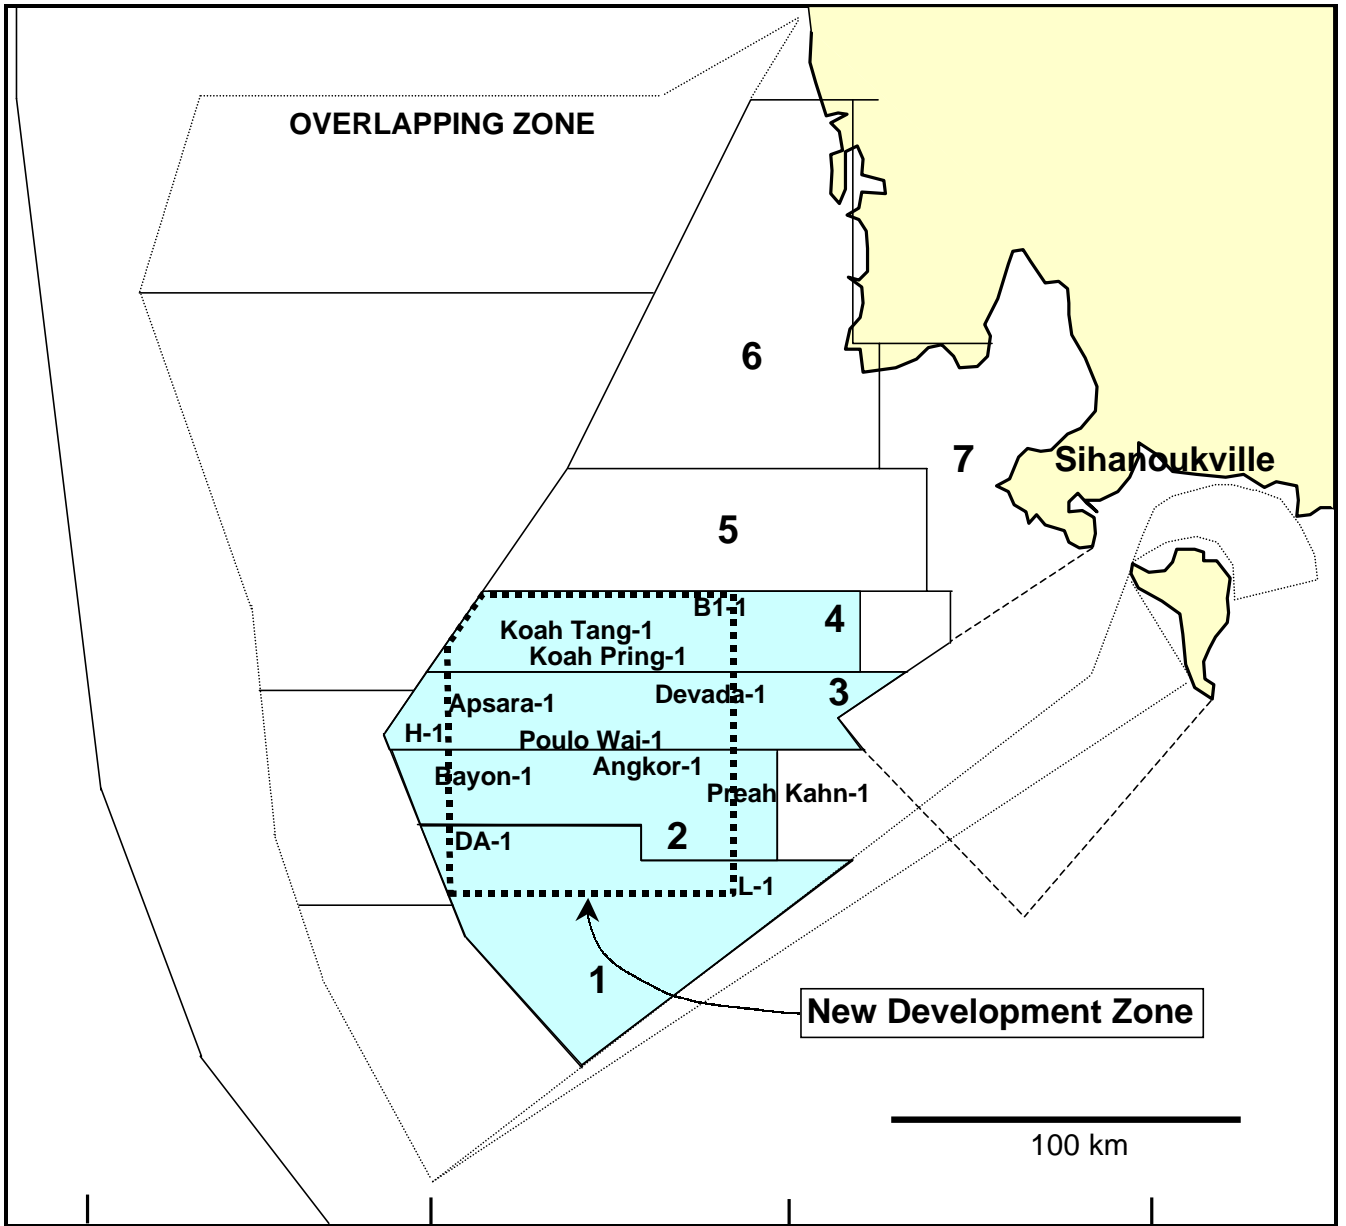 OVERLAPPING ZONE
6
7
Sihanoukville
5
B1-1
4
Koah Tang-1
Koah Pring-1
Apsara-1
Devada-1
3
H-1
Poulo Wai-1
Bayon-1
Angkor-1
Preah Kahn-1
DA-1
2
L-1
1
New Development Zone
100 km